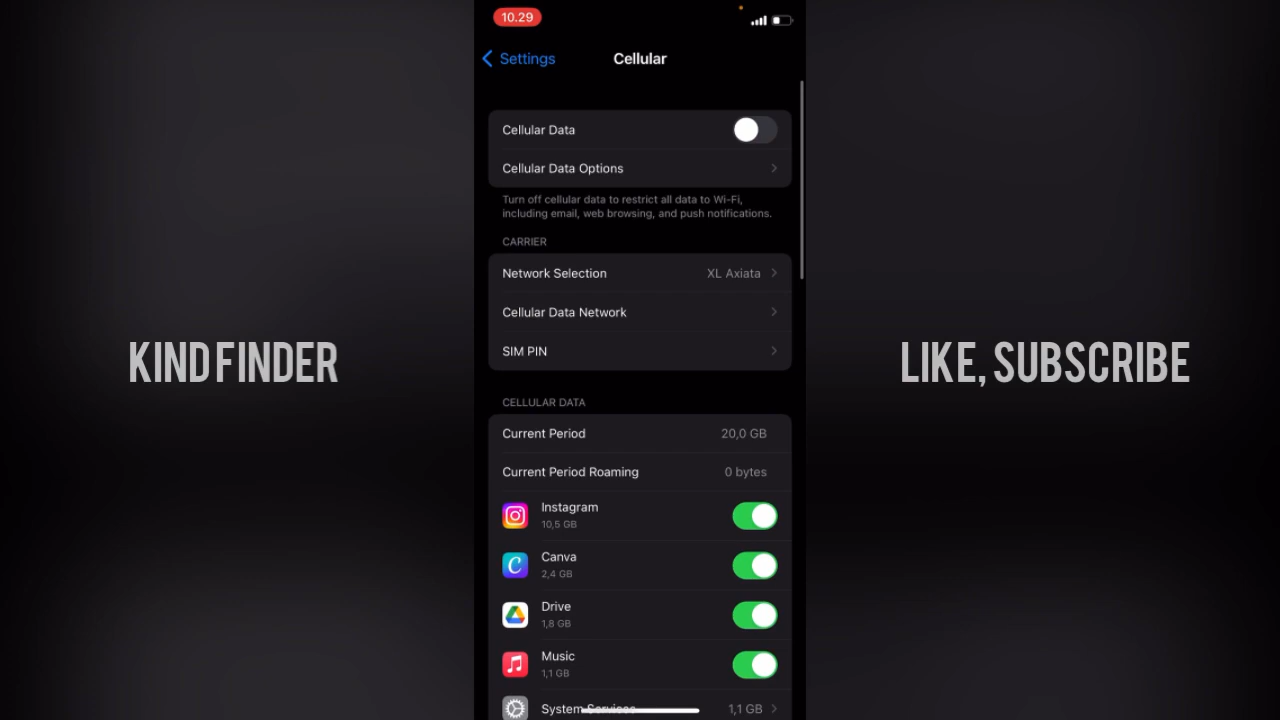 10.29
Settings
Cellular
Cellular Data
Cellular Data Options
Turn off cellular data to restrict all data to Wi-Fi,
including email, web browsing, and push notifications.
CARRIER
Network Selection XL Axiata
Cellular Data Network
SIM PIN
CELLULAR DATA
Current Period 20,0 GB
Current Period Roaming 0 bytes
Instagram
10,5 GB
Canva
2,4 GB
Drive
1,8 GB
Music
1,1 GB
System Services 1,1 GB
KIND FINDER
LIKE, SUBSCRIBE